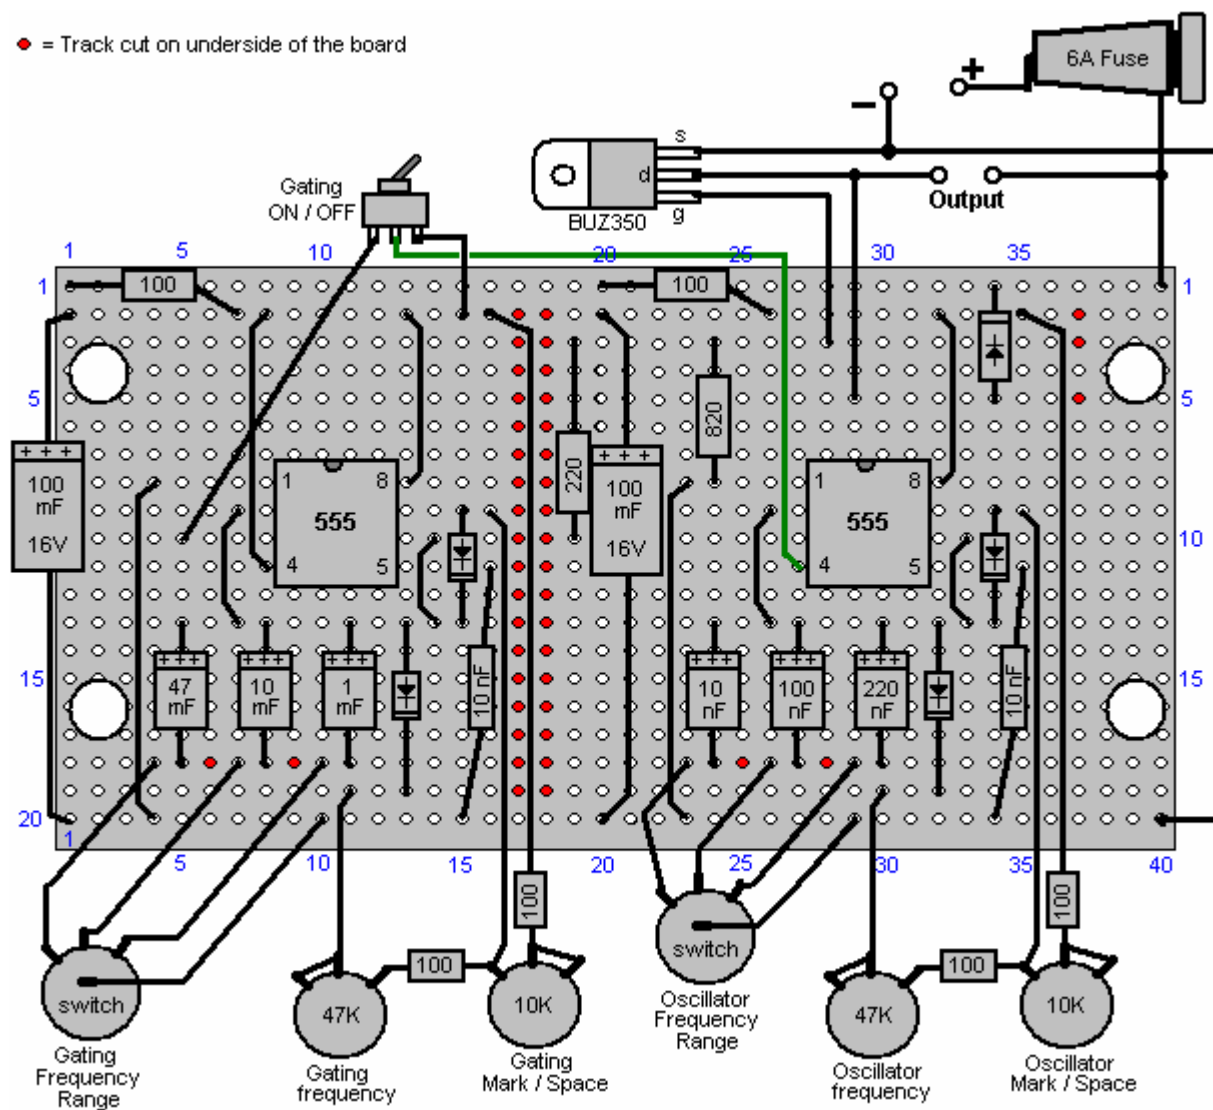 = Track cut on underside of the board
6A Fuse
+
−
s
d
g
BUZ350
Output
Gating
ON / OFF
1
5
10
20
25
30
35
1
100
100
1
5
5
820
220
+ + +
100
mF
16V
1
8
555
4
5
+ + +
100
mF
16V
1
8
555
4
5
10
10
15
+++
47
mF
+++
10
mF
+++
1
mF
10 nF
+++
10
nF
+++
100
nF
+++
220
nF
10 nF
15
20
1
20
5
10
15
20
25
30
35
40
100
100
switch
100
switch
100
47K
10K
47K
10K
Gating
Frequency
Range
Gating
frequency
Gating
Mark / Space
Oscillator
Frequency
Range
Oscillator
frequency
Oscillator
Mark / Space